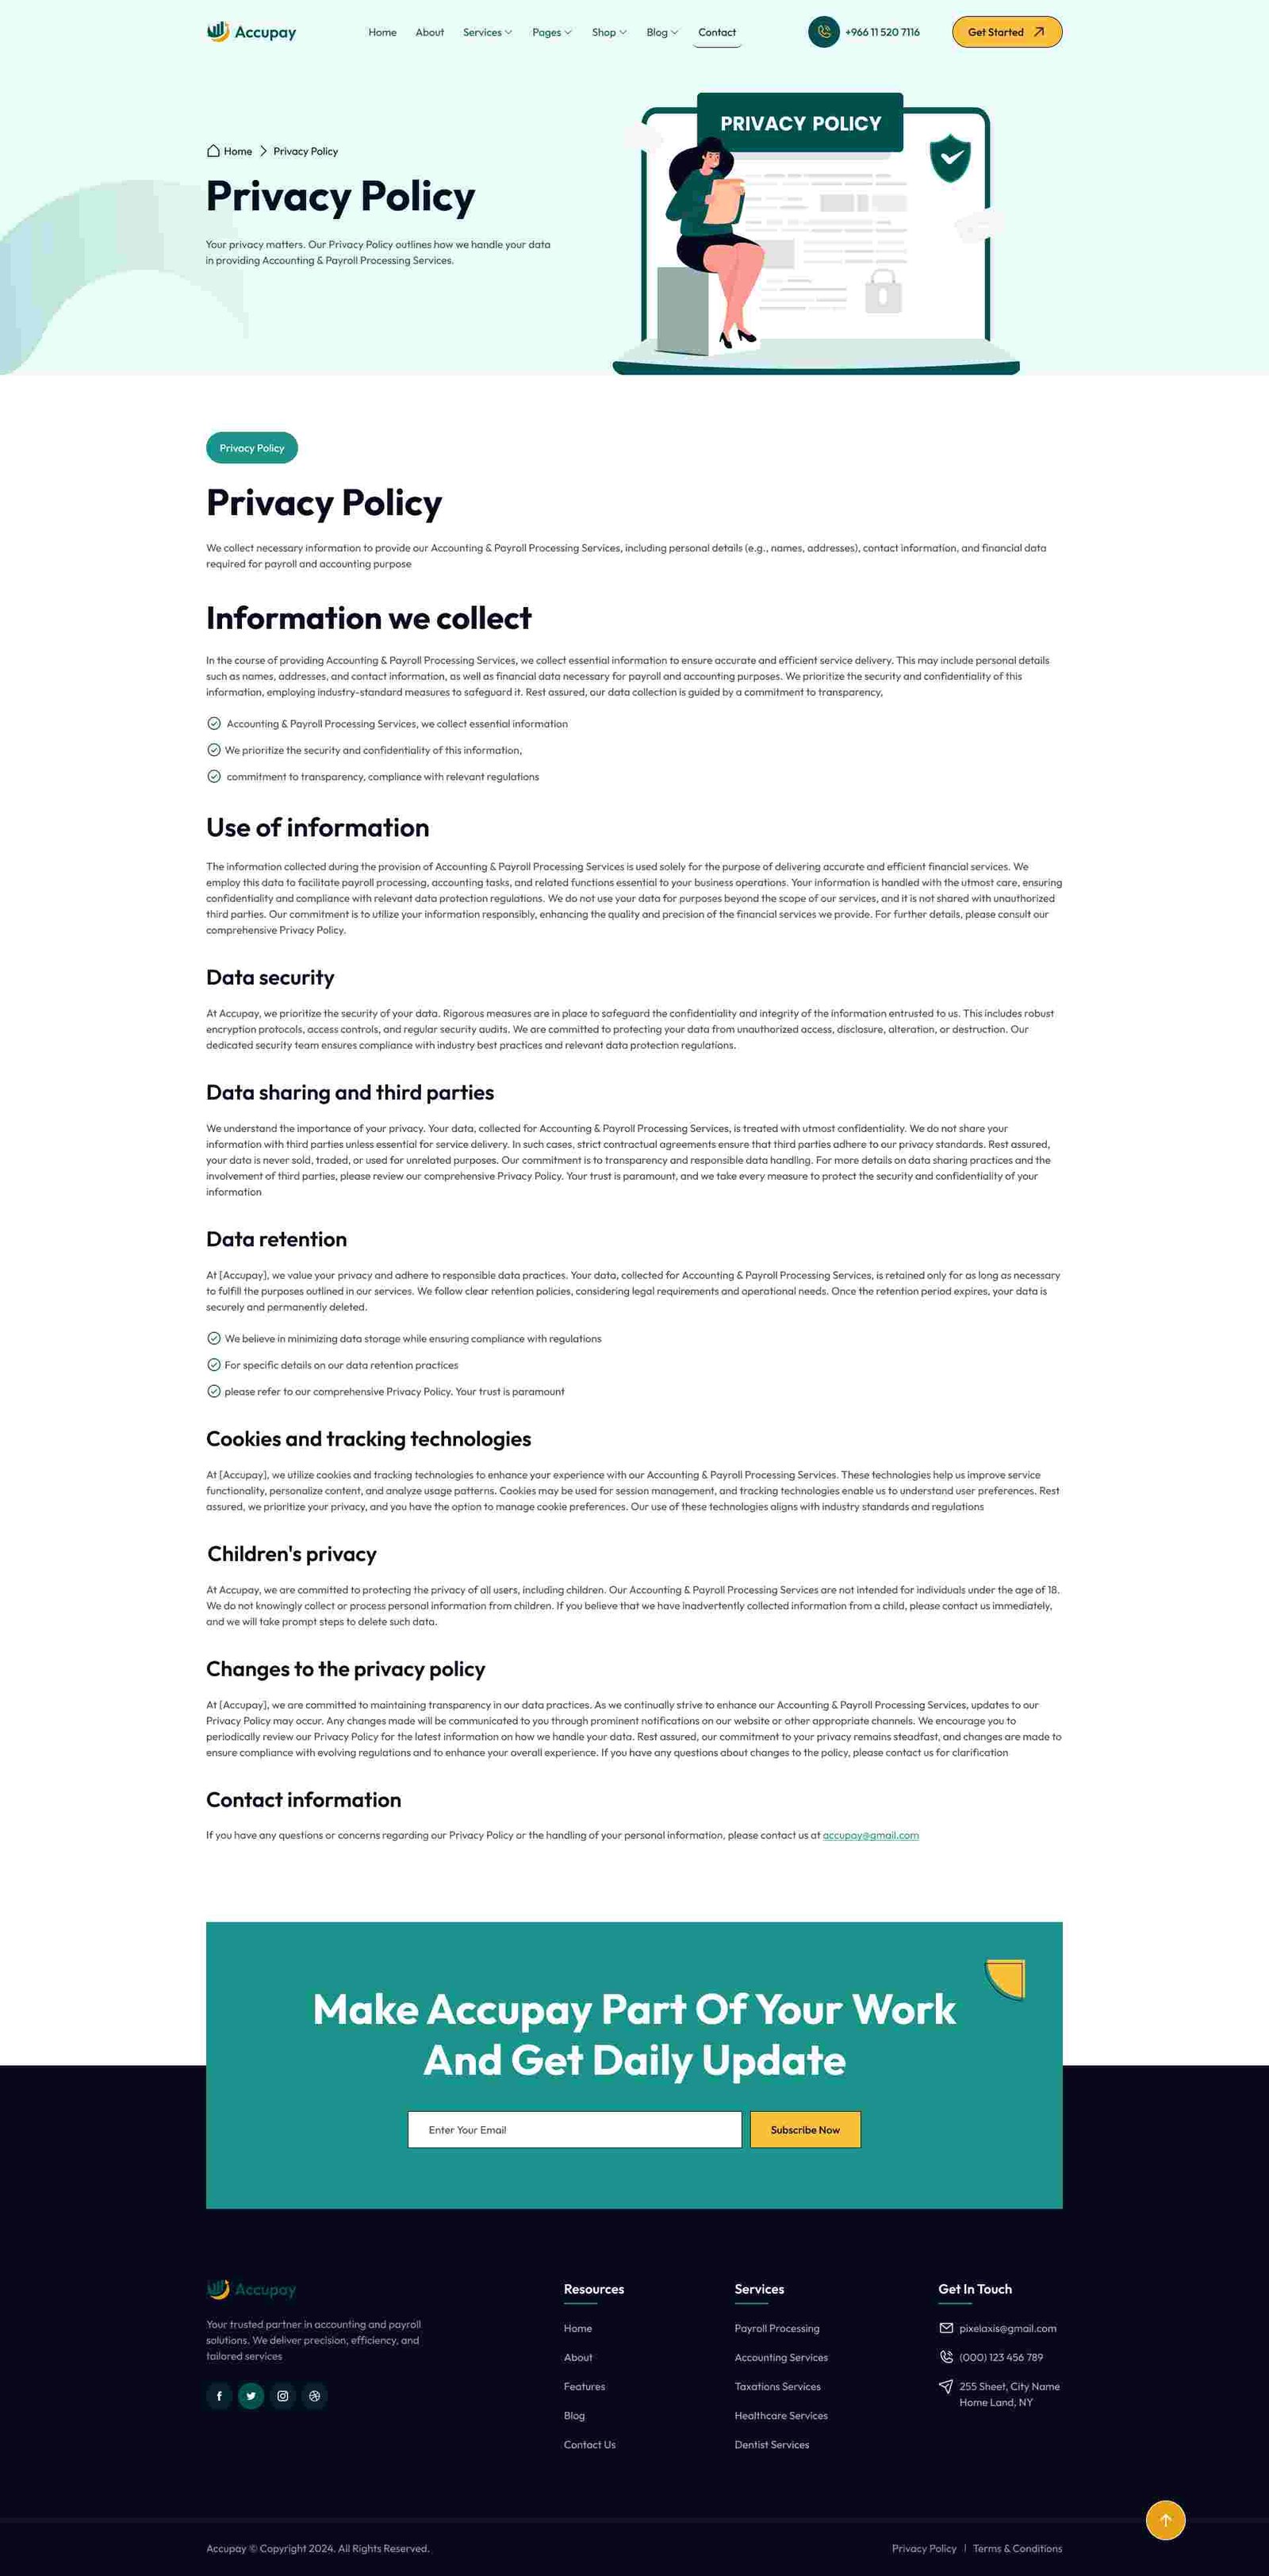 Accupay
Home About Services Pages Shop Blog Contact
+966 11 520 7116
Get Started
PRIVACY POLICY
Home Privacy Policy
Privacy Policy
Your privacy matters. Our Privacy Policy outlines how we handle your data
in providing Accounting & Payroll Processing Services.
Privacy Policy
Privacy Policy
We collect necessary information to provide our Accounting & Payroll Processing Services, including personal details (e.g., names, addresses), contact information, and financial data
required for payroll and accounting purpose
Information we collect
In the course of providing Accounting & Payroll Processing Services, we collect essential information to ensure accurate and efficient service delivery. This may include personal details
such as names, addresses, and contact information, as well as financial data necessary for payroll and accounting purposes. We prioritize the security and confidentiality of this
information, employing industry-standard measures to safeguard it. Rest assured, our data collection is guided by a commitment to transparency,
Accounting & Payroll Processing Services, we collect essential information
We prioritize the security and confidentiality of this information,
commitment to transparency, compliance with relevant regulations
Use of information
The information collected during the provision of Accounting & Payroll Processing Services is used solely for the purpose of delivering accurate and efficient financial services. We
employ this data to facilitate payroll processing, accounting tasks, and related functions essential to your business operations. Your information is handled with the utmost care, ensuring
confidentiality and compliance with relevant data protection regulations. We do not use your data for purposes beyond the scope of our services, and it is not shared with unauthorized
third parties. Our commitment is to utilize your information responsibly, enhancing the quality and precision of the financial services we provide. For further details, please consult our
comprehensive Privacy Policy.
Data security
At Accupay, we prioritize the security of your data. Rigorous measures are in place to safeguard the confidentiality and integrity of the information entrusted to us. This includes robust
encryption protocols, access controls, and regular security audits. We are committed to protecting your data from unauthorized access, disclosure, alteration, or destruction. Our
dedicated security team ensures compliance with industry best practices and relevant data protection regulations.
Data sharing and third parties
We understand the importance of your privacy. Your data, collected for Accounting & Payroll Processing Services, is treated with utmost confidentiality. We do not share your
information with third parties unless essential for service delivery. In such cases, strict contractual agreements ensure that third parties adhere to our privacy standards. Rest assured,
your data is never sold, traded, or used for unrelated purposes. Our commitment is to transparency and responsible data handling. For more details on data sharing practices and the
involvement of third parties, please review our comprehensive Privacy Policy. Your trust is paramount, and we take every measure to protect the security and confidentiality of your
information
Data retention
At [Accupay], we value your privacy and adhere to responsible data practices. Your data, collected for Accounting & Payroll Processing Services, is retained only for as long as necessary
to fulfill the purposes outlined in our services. We follow clear retention policies, considering legal requirements and operational needs. Once the retention period expires, your data is
securely and permanently deleted.
We believe in minimizing data storage while ensuring compliance with regulations
For specific details on our data retention practices
please refer to our comprehensive Privacy Policy. Your trust is paramount
Cookies and tracking technologies
At [Accupay], we utilize cookies and tracking technologies to enhance your experience with our Accounting & Payroll Processing Services. These technologies help us improve service
functionality, personalize content, and analyze usage patterns. Cookies may be used for session management, and tracking technologies enable us to understand user preferences. Rest
assured, we prioritize your privacy, and you have the option to manage cookie preferences. Our use of these technologies aligns with industry standards and regulations
Children's privacy
At Accupay, we are committed to protecting the privacy of all users, including children. Our Accounting & Payroll Processing Services are not intended for individuals under the age of 18.
We do not knowingly collect or process personal information from children. If you believe that we have inadvertently collected information from a child, please contact us immediately,
and we will take prompt steps to delete such data.
Changes to the privacy policy
At [Accupay], we are committed to maintaining transparency in our data practices. As we continually strive to enhance our Accounting & Payroll Processing Services, updates to our
Privacy Policy may occur. Any changes made will be communicated to you through prominent notifications on our website or other appropriate channels. We encourage you to
periodically review our Privacy Policy for the latest information on how we handle your data. Rest assured, our commitment to your privacy remains steadfast, and changes are made to
ensure compliance with evolving regulations and to enhance your overall experience. If you have any questions about changes to the policy, please contact us for clarification
Contact information
If you have any questions or concerns regarding our Privacy Policy or the handling of your personal information, please contact us at accupay@gmail.com
Make Accupay Part Of Your Work
And Get Daily Update
Enter Your Email
Subscribe Now
Accupay
Your trusted partner in accounting and payroll
solutions. We deliver precision, efficiency, and
tailored services
Resources
Home
About
Features
Blog
Contact Us
Services
Payroll Processing
Accounting Services
Taxations Services
Healthcare Services
Dentist Services
Get In Touch
pixelaxis@gmail.com
(000) 123 456 789
255 Sheet, City Name
Home Land, NY
Accupay © Copyright 2024. All Rights Reserved.
Privacy Policy | Terms & Conditions